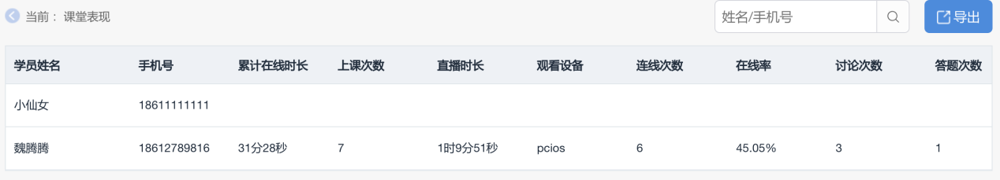 当前： 课堂表现
姓名/手机号
导出
学员姓名 手机号 累计在线时长 上课次数 直播时长 观看设备 连线次数 在线率 讨论次数 答题次数
小仙女 18611111111
魏腾腾 18612789816 31分28秒 7 1时9分51秒 pcios 6 45.05% 3 1